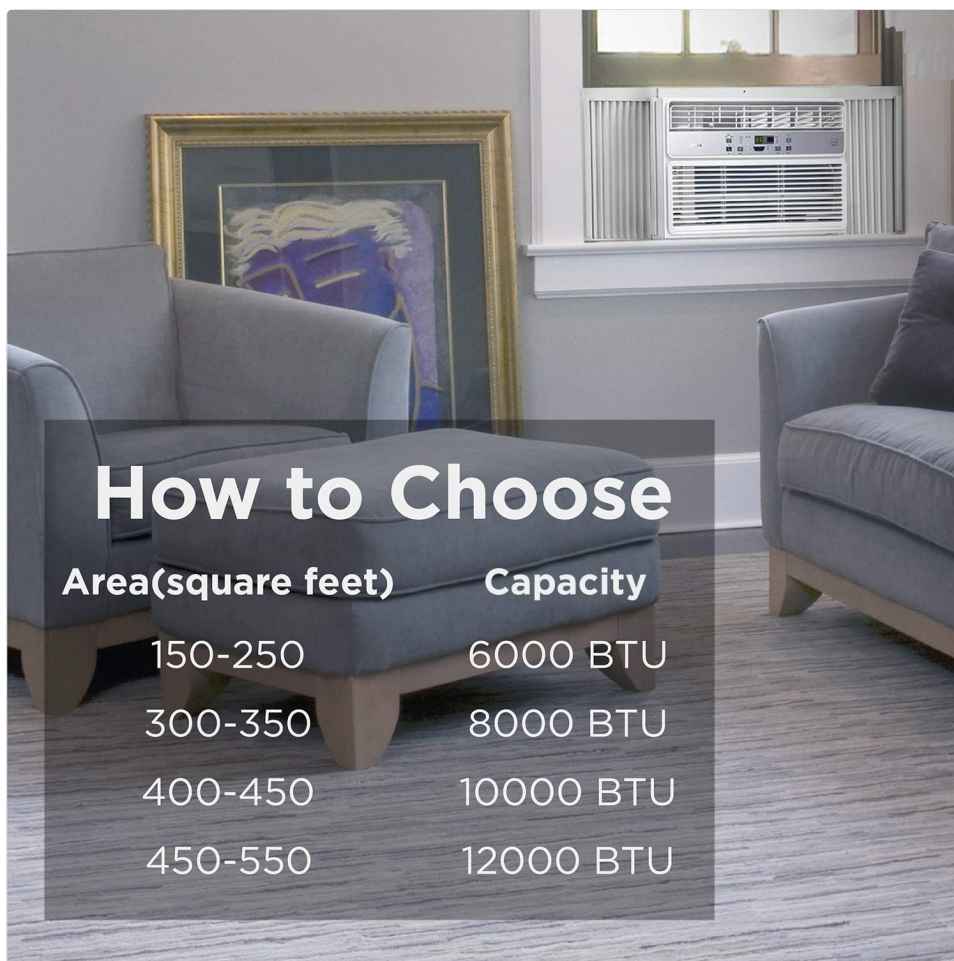 How to Choose
Area(square feet) Capacity
150-250 6000 BTU
300-350 8000 BTU
400-450 10000 BTU
450-550 12000 BTU